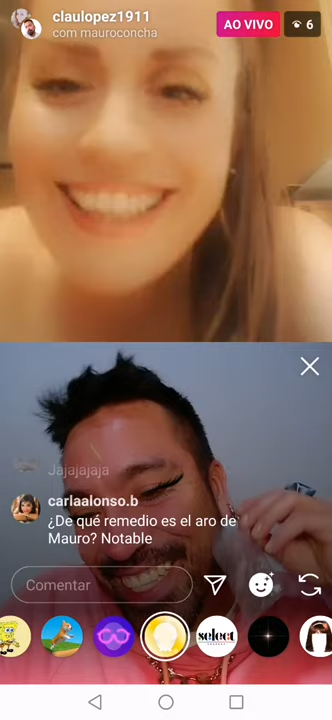 claulopez1911
com mauroconcha
AO VIVO
6
Jajajajaja
carlaalonso.b
¿De qué remedio es el aro de
Mauro? Notable
Comentar
select